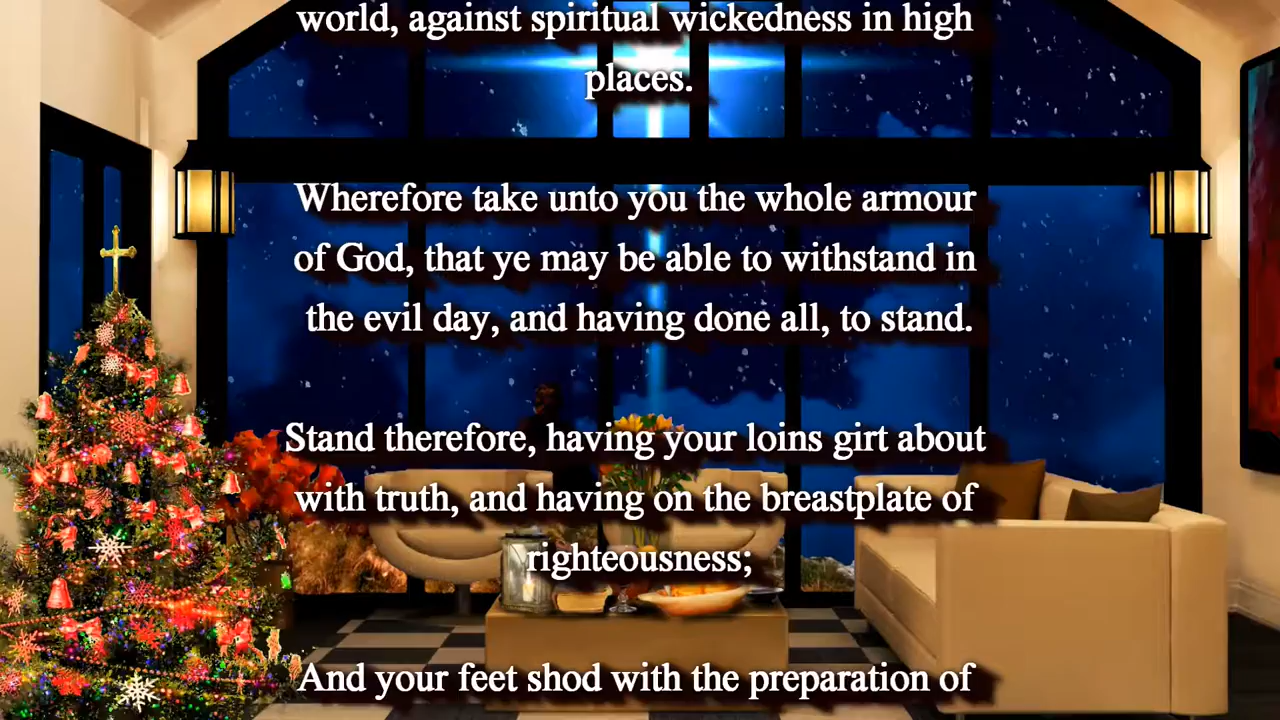 world, against spiritual wickedness in high
places.
Wherefore take unto you the whole armour
of God, that ye may be able to withstand in
the evil day, and having done all, to stand.
Stand therefore, having your loins girt about
with truth, and having on the breastplate of
righteousness;
And your feet shod with the preparation of